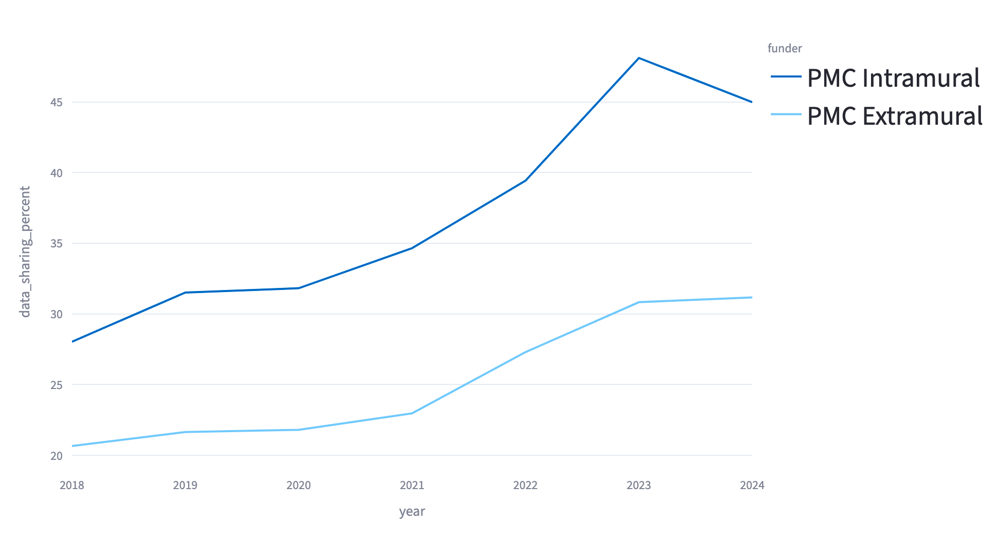 funder
PMC Intramural
PMC Extramural
data_sharing_percent
45
40
35
30
25
20
2018 2019 2020 2021 2022 2023 2024
year